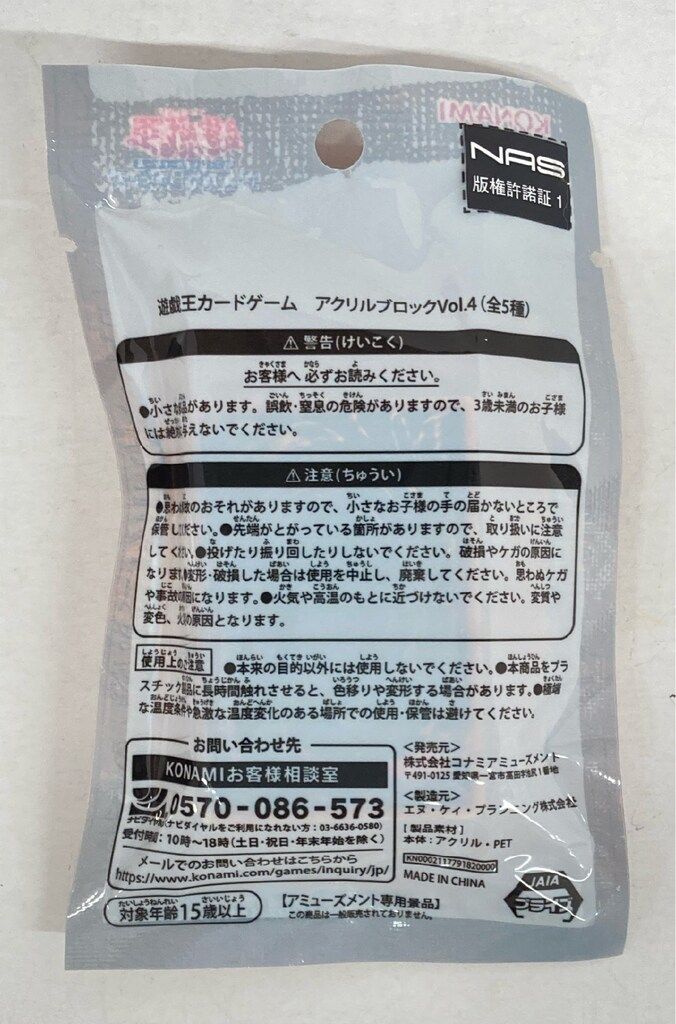 KONAMI
NAS
版権許諾証 1
遊戯王カードゲーム アクリルブロックVol.4(全5種)
⚠警告(けいこく)
お客様へ 必ずお読みください。
●小さな部品があります。誤飲・窒息の危険がありますので、3歳未満のお子様
には絶対与えないでください。
⚠注意(ちゅうい)
●思わぬ事故のおそれがありますので、小さなお子様の手の届かないところで
保管してください。●先端がとがっている箇所がありますので、取り扱いに注意
してください。●投げたり振り回したりしないでください。破損やケガの原因に
なります。●変形・破損した場合は使用を中止し、廃棄してください。思わぬケガ
や事故の原因になります。●火気や高温のもとに近づけないでください。変質や
変色、火災の原因となります。
使用上のご注意 ●本来の目的以外には使用しないでください。●本商品をプラ
スチック製品に長時間触れさせると、色移りや変形する場合があります。●極端
な温度条件や急激な温度変化のある場所での使用・保管は避けてください。
お問い合わせ先
KONAMIお客様相談室
0570-086-573
ナビダイヤル(ナビダイヤルをご利用になれない方:03-6636-0580)
受付時間:10時~18時(土日・祝日・年末年始を除く)
メールでのお問い合わせはこちらから
https://www.konami.com/games/inquiry/jp/
対象年齢15歳以上
【アミューズメント専用景品】
この商品は一般販売されておりません。
<発売元>
株式会社コナミアミューズメント
〒491-0125 愛知県一宮市高田字池尻1番地
<製造元>
エヌ・ケイ・プランニング株式会社
[製品素材]
本体:アクリル・PET
KN0002117791820000
MADE IN CHINA
JAIA
プライズ